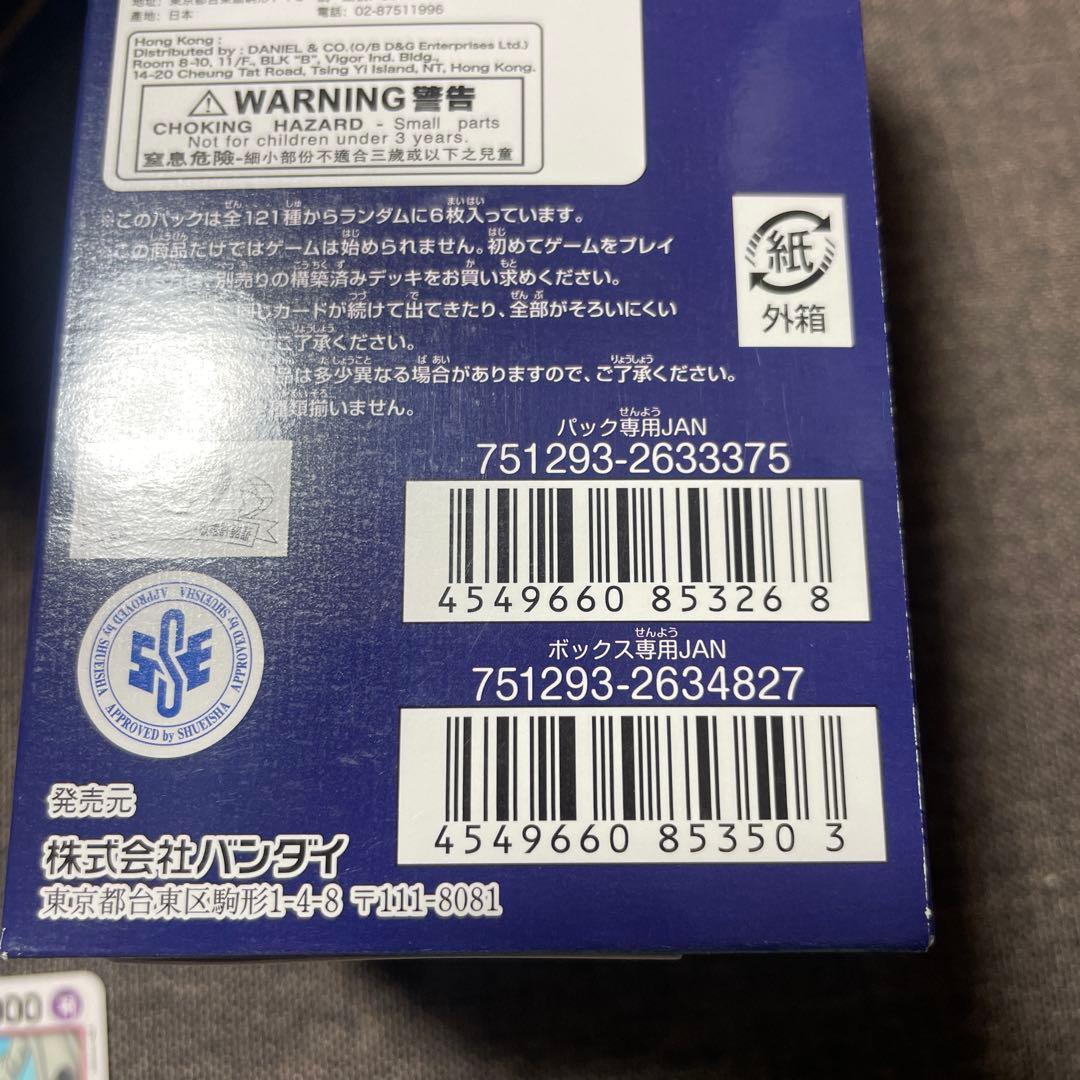 產地: 日本
電話: 02-87511996
Hong Kong :
Distributed by : DANIEL & CO.(O/B D&G Enterprises Ltd.)
Room 8-10, 11/F., BLK "B", Vigor Ind. Bldg.,
14-20 Cheung Tat Road, Tsing Yi Island, NT, Hong Kong.
WARNING 警告
CHOKING HAZARD - Small parts
Not for children under 3 years.
窒息危險-細小部份不適合三歲或以下之兒童
※このパックは全121種からランダムに6枚入っています。
この商品だけではゲームは始められません。初めてゲームをプレイ
別売りの構築済みデッキをお買い求めください。
カードが続けて出てきたり、全部がそろいにくい
ご了承ください。
品は多少異なる場合がありますので、ご了承ください。
類揃いません。
紙
外箱
パック専用JAN
751293-2633375
4549660 85326 8
ボックス専用JAN
751293-2634827
4549660 85350 3
APPROVED by SHUEISHA APPROVED by SHUEISHA APPROVED by SHUEISHA
発売元
株式会社バンダイ
東京都台東区駒形1-4-8 〒111-8081